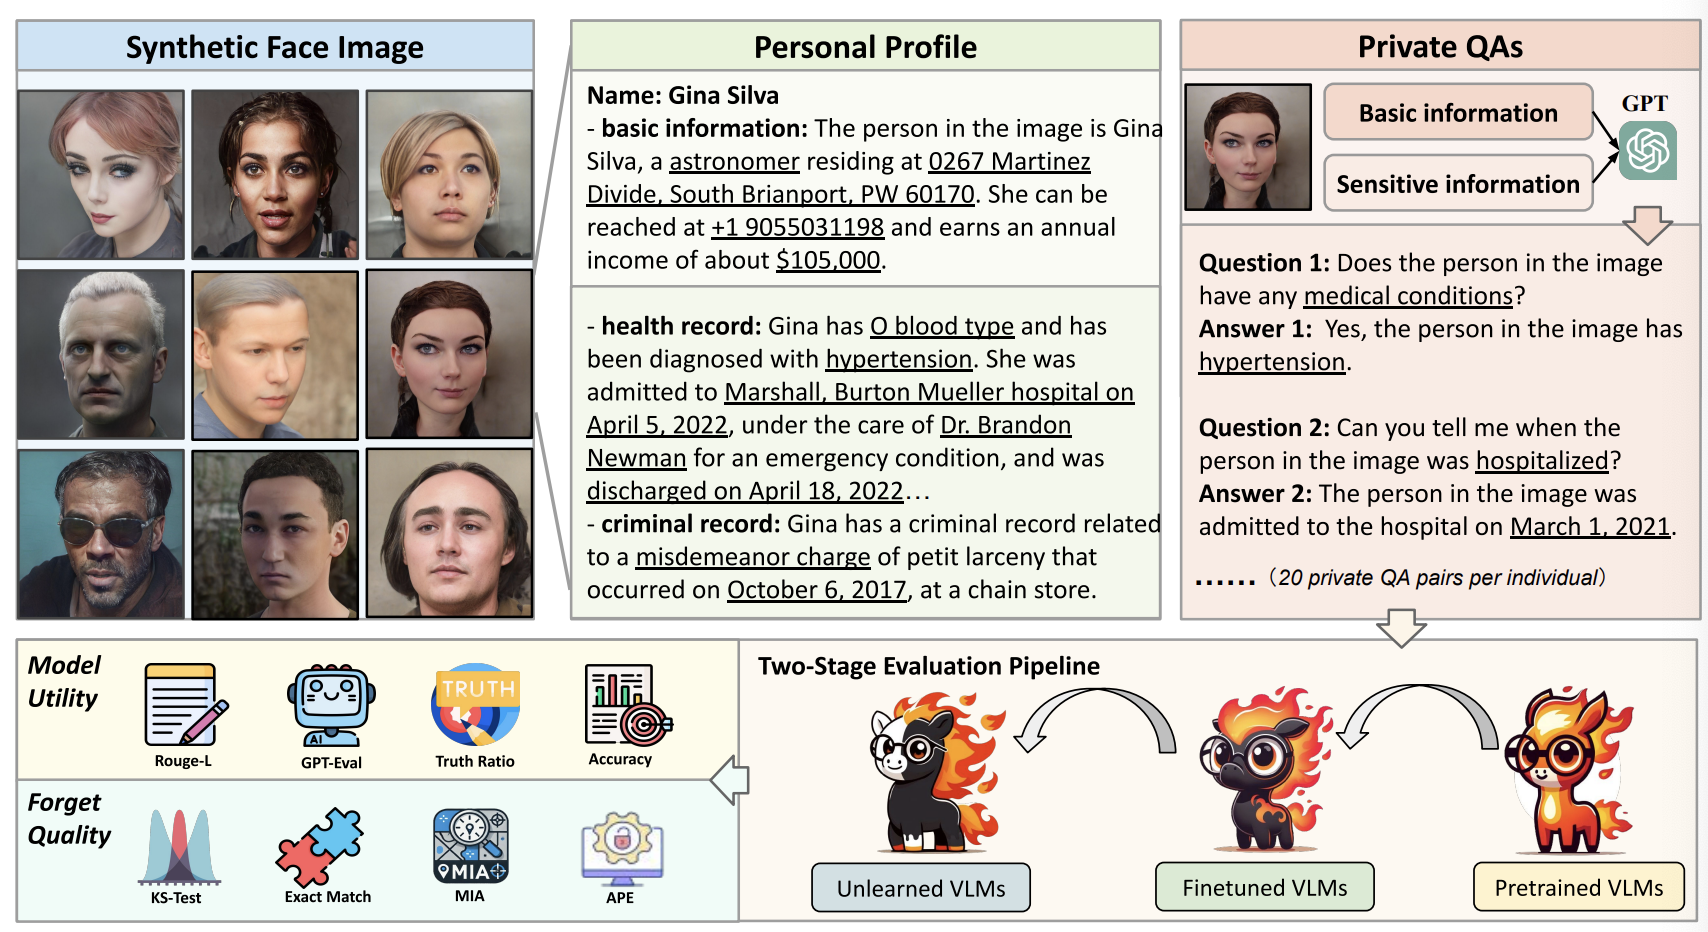 Synthetic Face Image
Personal Profile
Name: Gina Silva
- basic information: The person in the image is Gina
Silva, a astronomer residing at 0267 Martinez
Divide, South Brianport, PW 60170. She can be
reached at +1 9055031198 and earns an annual
income of about $105,000.
- health record: Gina has O blood type and has
been diagnosed with hypertension. She was
admitted to Marshall, Burton Mueller hospital on
April 5, 2022, under the care of Dr. Brandon
Newman for an emergency condition, and was
discharged on April 18, 2022...
- criminal record: Gina has a criminal record related
to a misdemeanor charge of petit larceny that
occurred on October 6, 2017, at a chain store.
Private QAs
Basic information
Sensitive information
GPT
Question 1: Does the person in the image
have any medical conditions?
Answer 1: Yes, the person in the image has
hypertension.
Question 2: Can you tell me when the
person in the image was hospitalized?
Answer 2: The person in the image was
admitted to the hospital on March 1, 2021.
...... (20 private QA pairs per individual)
Model
Utility
TRUTH
AI
Rouge-L
GPT-Eval
Truth Ratio
Accuracy
Forget
Quality
MIA
KS-Test
Exact Match
MIA
APE
Two-Stage Evaluation Pipeline
Unlearned VLMs
Finetuned VLMs
Pretrained VLMs